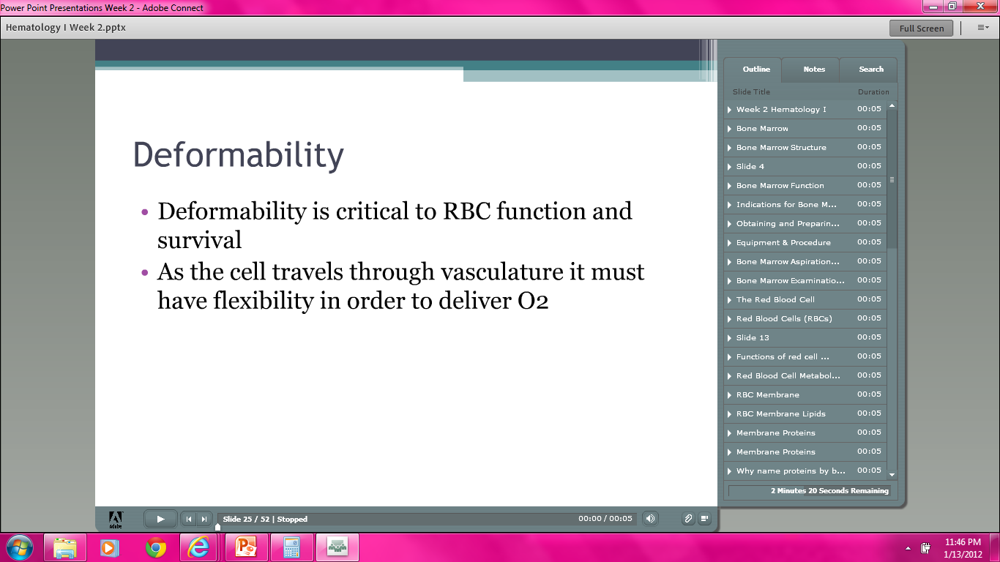 Power Point Presentations Week 2 - Adobe Connect
Hematology I Week 2.pptx
Full Screen
Deformability
• Deformability is critical to RBC function and
survival
• As the cell travels through vasculature it must
have flexibility in order to deliver O2
Outline Notes Search
Slide Title Duration
Week 2 Hematology I 00:05
Bone Marrow 00:05
Bone Marrow Structure 00:05
Slide 4 00:05
Bone Marrow Function 00:05
Indications for Bone M... 00:05
Obtaining and Preparin... 00:05
Equipment & Procedure 00:05
Bone Marrow Aspiration... 00:05
Bone Marrow Examinatio... 00:05
The Red Blood Cell 00:05
Red Blood Cells (RBCs) 00:05
Slide 13 00:05
Functions of red cell ... 00:05
Red Blood Cell Metabol... 00:05
RBC Membrane 00:05
RBC Membrane Lipids 00:05
Membrane Proteins 00:05
Membrane Proteins 00:05
Why name proteins by b... 00:05
2 Minutes 20 Seconds Remaining
Adobe
Slide 25 / 52 | Stopped
00:00 / 00:05
11:46 PM
1/13/2012